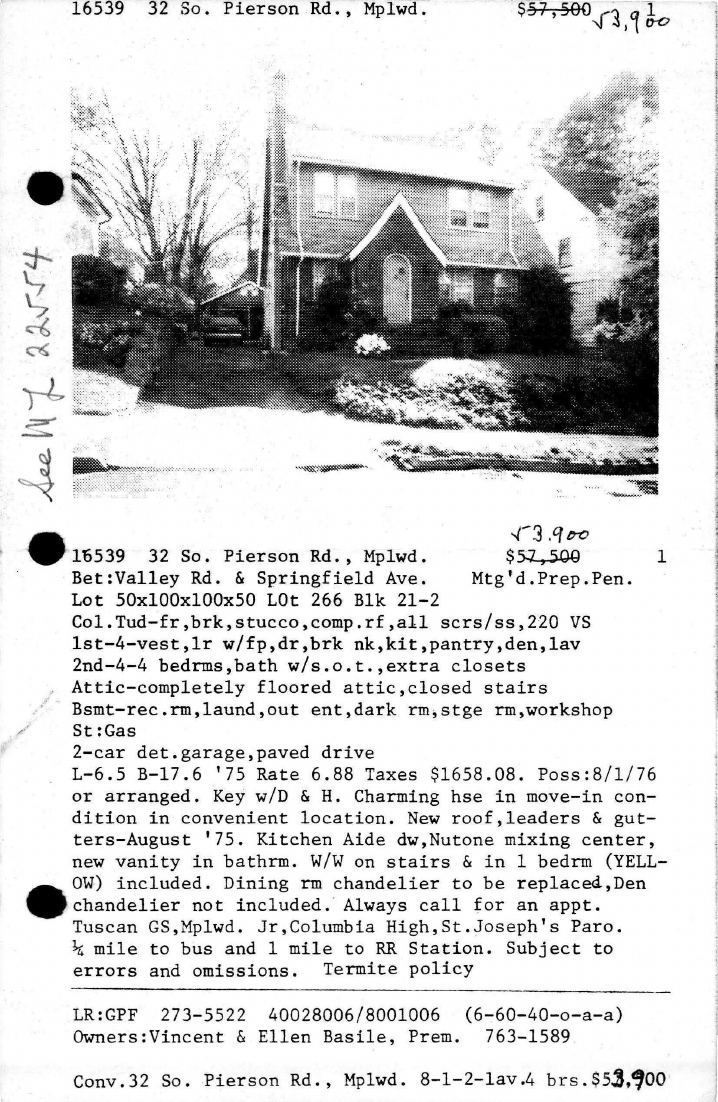 16539 32 So. Pierson Rd., Mplwd. $57,500 53,900 1
See ML 22554
53.900
16539 32 So. Pierson Rd., Mplwd. $57,500 1
Bet:Valley Rd. & Springfield Ave. Mtg'd.Prep.Pen.
Lot 50x100x100x50 LOt 266 Blk 21-2
Col.Tud-fr,brk,stucco,comp.rf,all scrs/ss,220 VS
1st-4-vest,lr w/fp,dr,brk nk,kit,pantry,den,lav
2nd-4-4 bedrms,bath w/s.o.t.,extra closets
Attic-completely floored attic,closed stairs
Bsmt-rec.rm,laund,out ent,dark rm,stge rm,workshop
St:Gas
2-car det.garage,paved drive
L-6.5 B-17.6 '75 Rate 6.88 Taxes $1658.08. Poss:8/1/76
or arranged. Key w/D & H. Charming hse in move-in con-
dition in convenient location. New roof,leaders & gut-
ters-August '75. Kitchen Aide dw,Nutone mixing center,
new vanity in bathrm. W/W on stairs & in 1 bedrm (YELL-
OW) included. Dining rm chandelier to be replaced,Den
chandelier not included. Always call for an appt.
Tuscan GS,Mplwd. Jr,Columbia High,St.Joseph's Paro.
¼ mile to bus and 1 mile to RR Station. Subject to
errors and omissions. Termite policy
LR:GPF 273-5522 40028006/8001006 (6-60-40-o-a-a)
Owners:Vincent & Ellen Basile, Prem. 763-1589
Conv.32 So. Pierson Rd., Mplwd. 8-1-2-lav.4 brs.$53,900